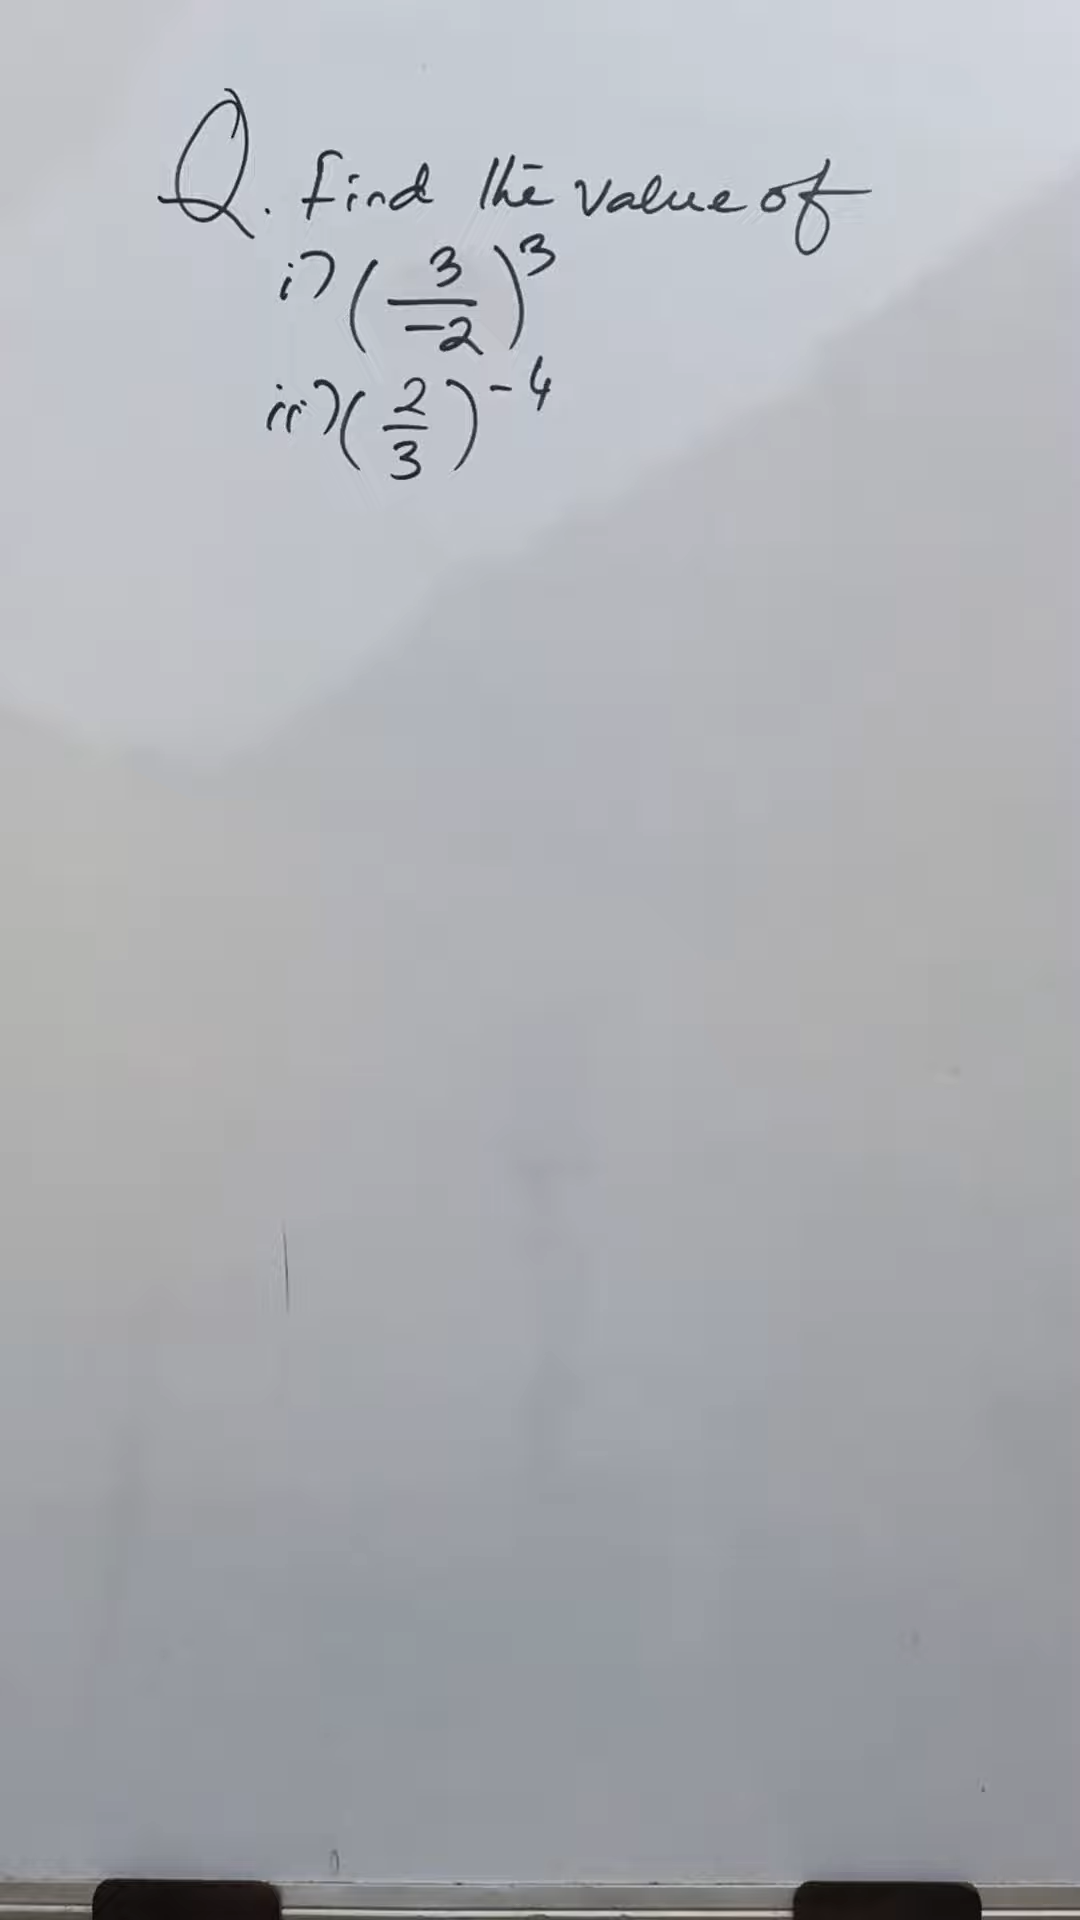 Q. find the value of
i) (3/-2)^3
ii) (2/3)^-4